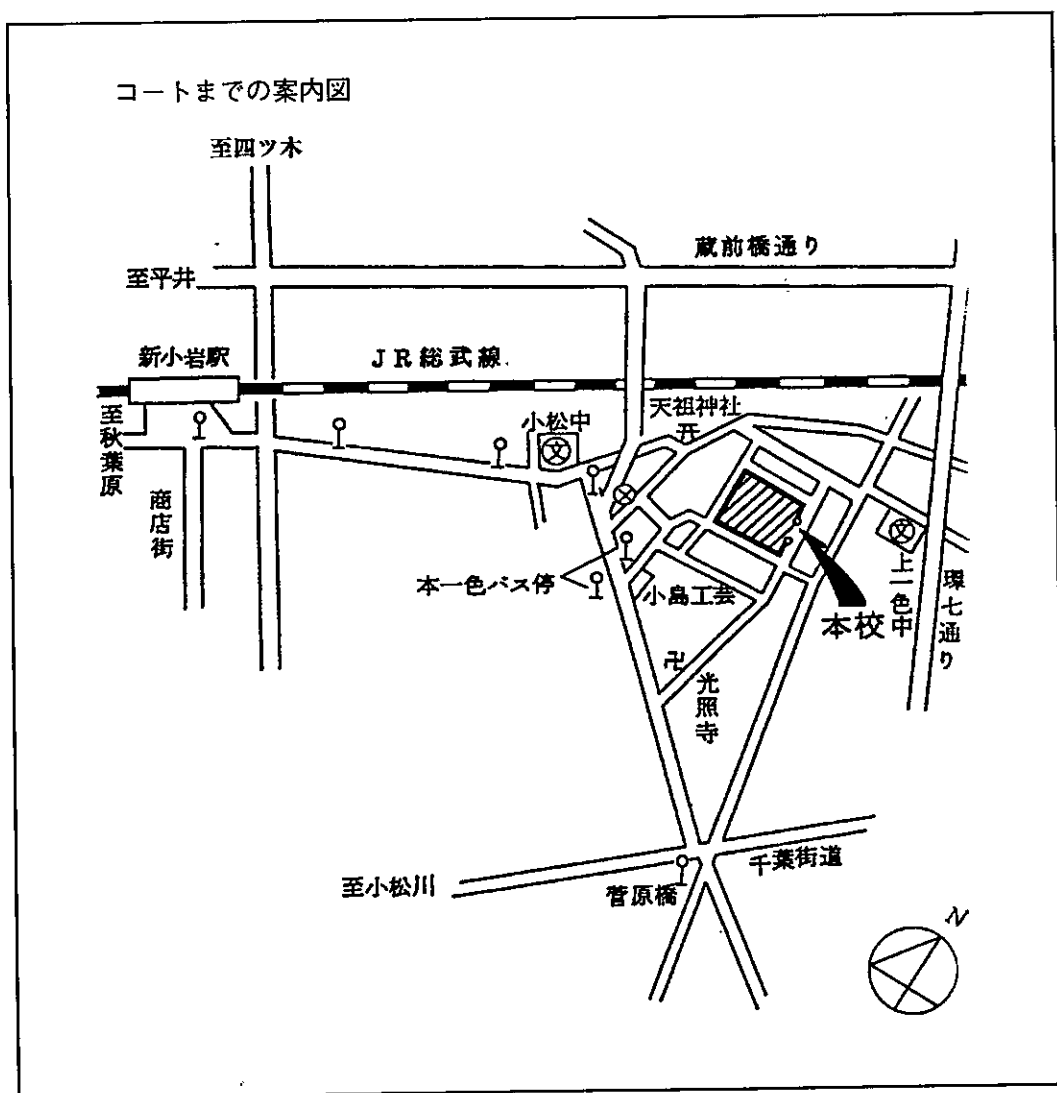 コートまでの案内図
至四ツ木
蔵前橋通り
至平井
新小岩駅
JR総武線
至秋葉原
商店街
小松中
文
天祖神社
文
上一色中
環七通り
本一色バス停
小島工芸
本校
卍
光照寺
千葉街道
至小松川
菅原橋
N